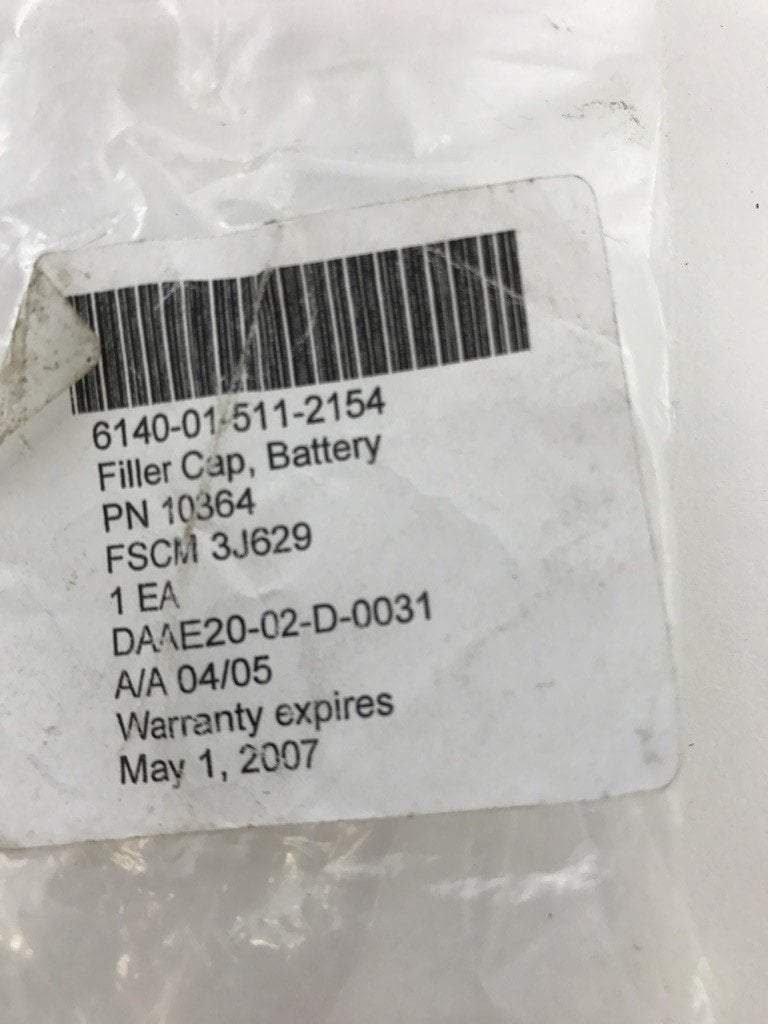 6140-01-511-2154
Filler Cap, Battery
PN 10364
FSCM 3J629
1 EA
DAAE20-02-D-0031
A/A 04/05
Warranty expires
May 1, 2007